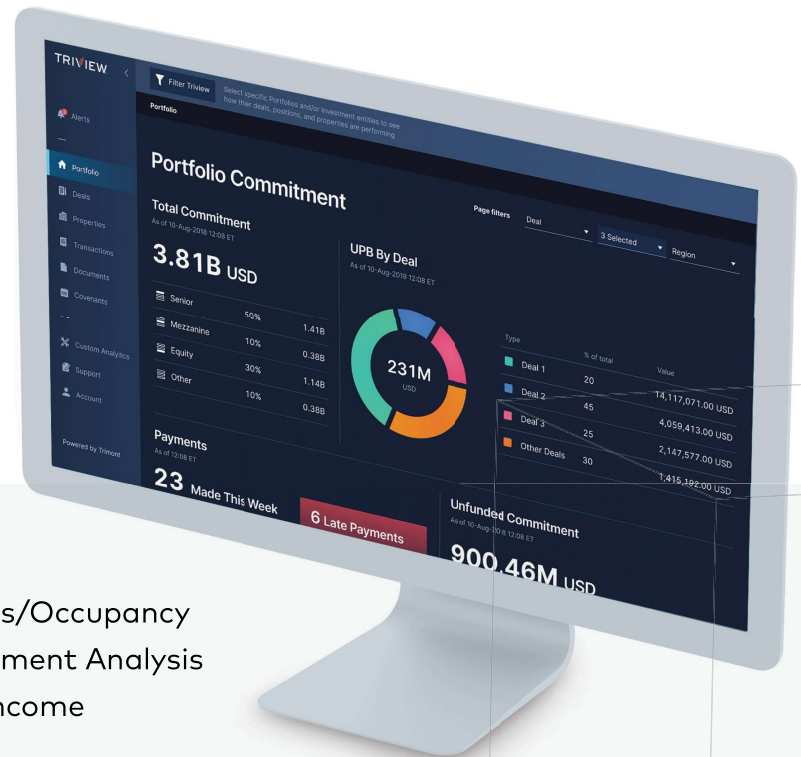 TRIVIEW
Alerts
Portfolio
Deals
Properties
Transactions
Documents
Covenants
Custom Analyitcs
Support
Account
Powered by Trimont
Filter Triview
Select specific Portfolios and/or Investment entities to see
how thier deals, positions, and properties are performing
Portfolio
Portfolio Commitment
Page filters Deal 3 Selected Region
Total Commitment
As of 10-Aug-2018 12:08 ET
3.81B USD
Senior 50% 1.41B
Mezzanine 10% 0.38B
Equity 30% 1.14B
Other 10% 0.38B
UPB By Deal
As of 10-Aug-2018 12:08 ET
231M
USD
Type % of total Value
Deal 1 20 14,117,071.00 USD
Deal 2 45 4,059,413.00 USD
Deal 3 25 2,147,577.00 USD
Other Deals 30 1,415,192.00 USD
Payments
As of 12:08 ET
23 Made This Week
6 Late Payments
Unfunded Commitment
As of 10-Aug-2018 12:08 ET
900.46M USD
s/Occupancy
ment Analysis
ncome